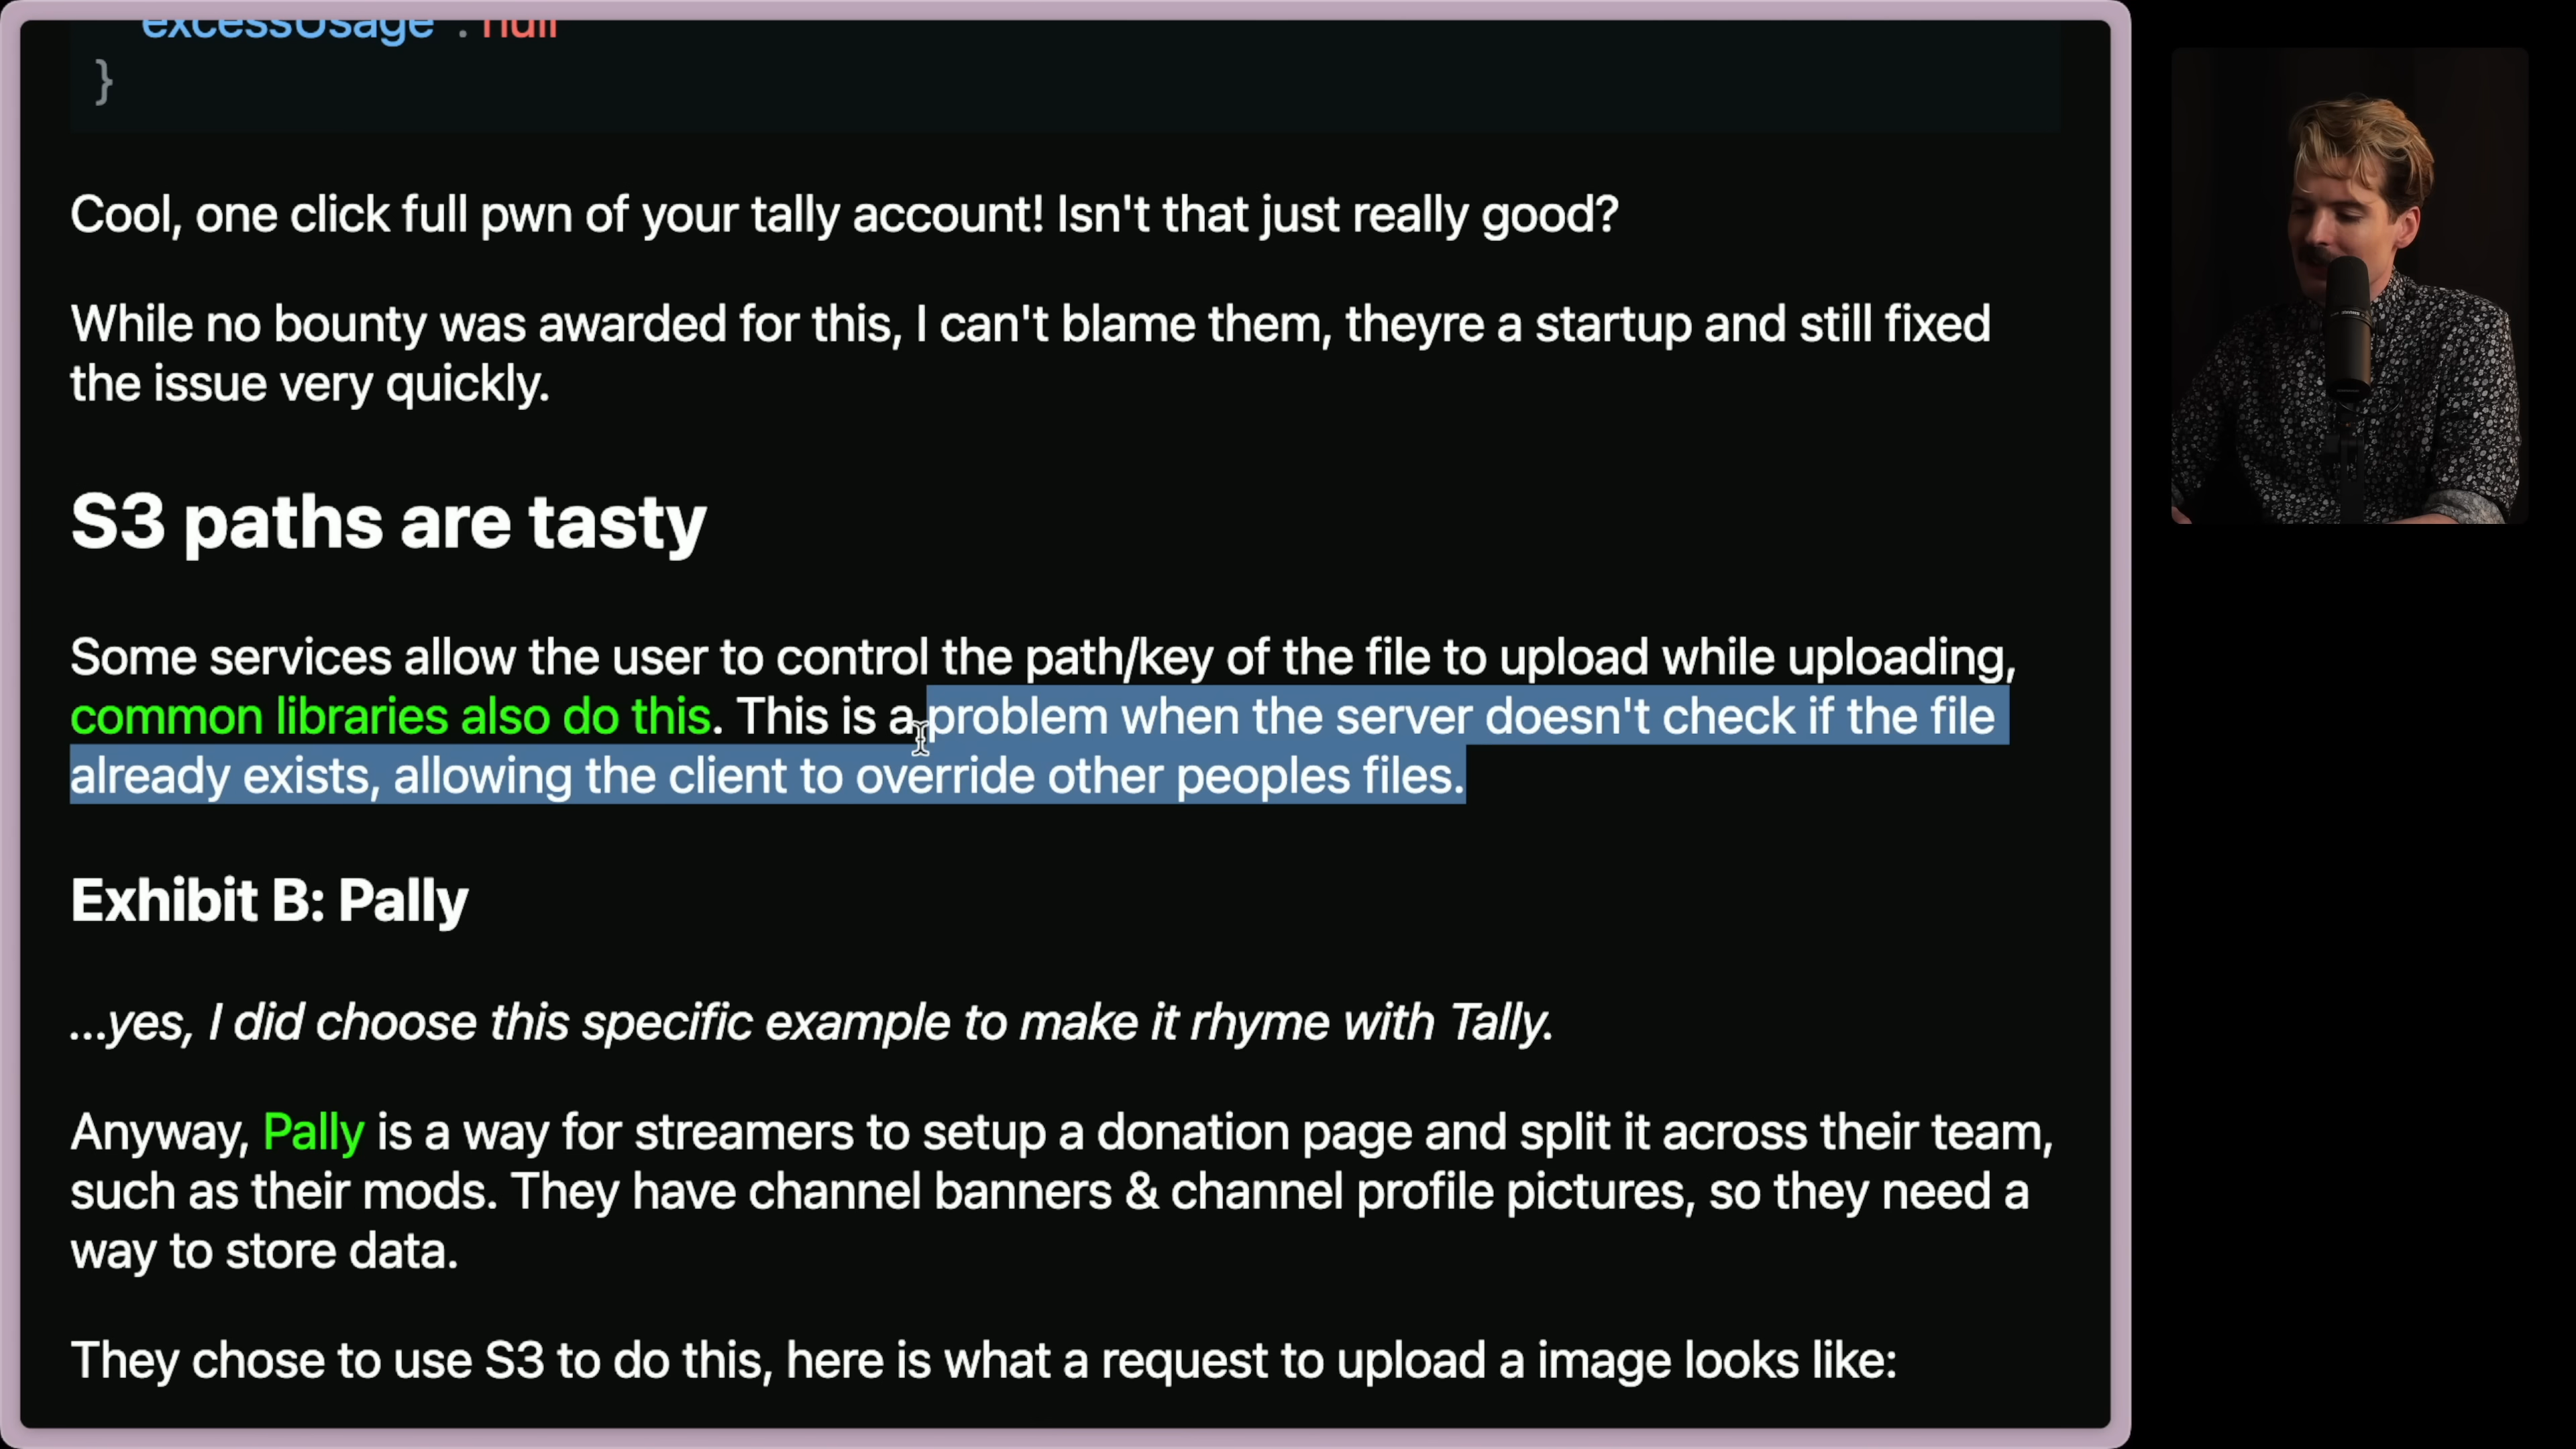 excessUsage : null
}
Cool, one click full pwn of your tally account! Isn't that just really good?
While no bounty was awarded for this, I can't blame them, theyre a startup and still fixed
the issue very quickly.
S3 paths are tasty
Some services allow the user to control the path/key of the file to upload while uploading,
common libraries also do this. This is a problem when the server doesn't check if the file
already exists, allowing the client to override other peoples files.
Exhibit B: Pally
...yes, I did choose this specific example to make it rhyme with Tally.
Anyway, Pally is a way for streamers to setup a donation page and split it across their team,
such as their mods. They have channel banners & channel profile pictures, so they need a
way to store data.
They chose to use S3 to do this, here is what a request to upload a image looks like: